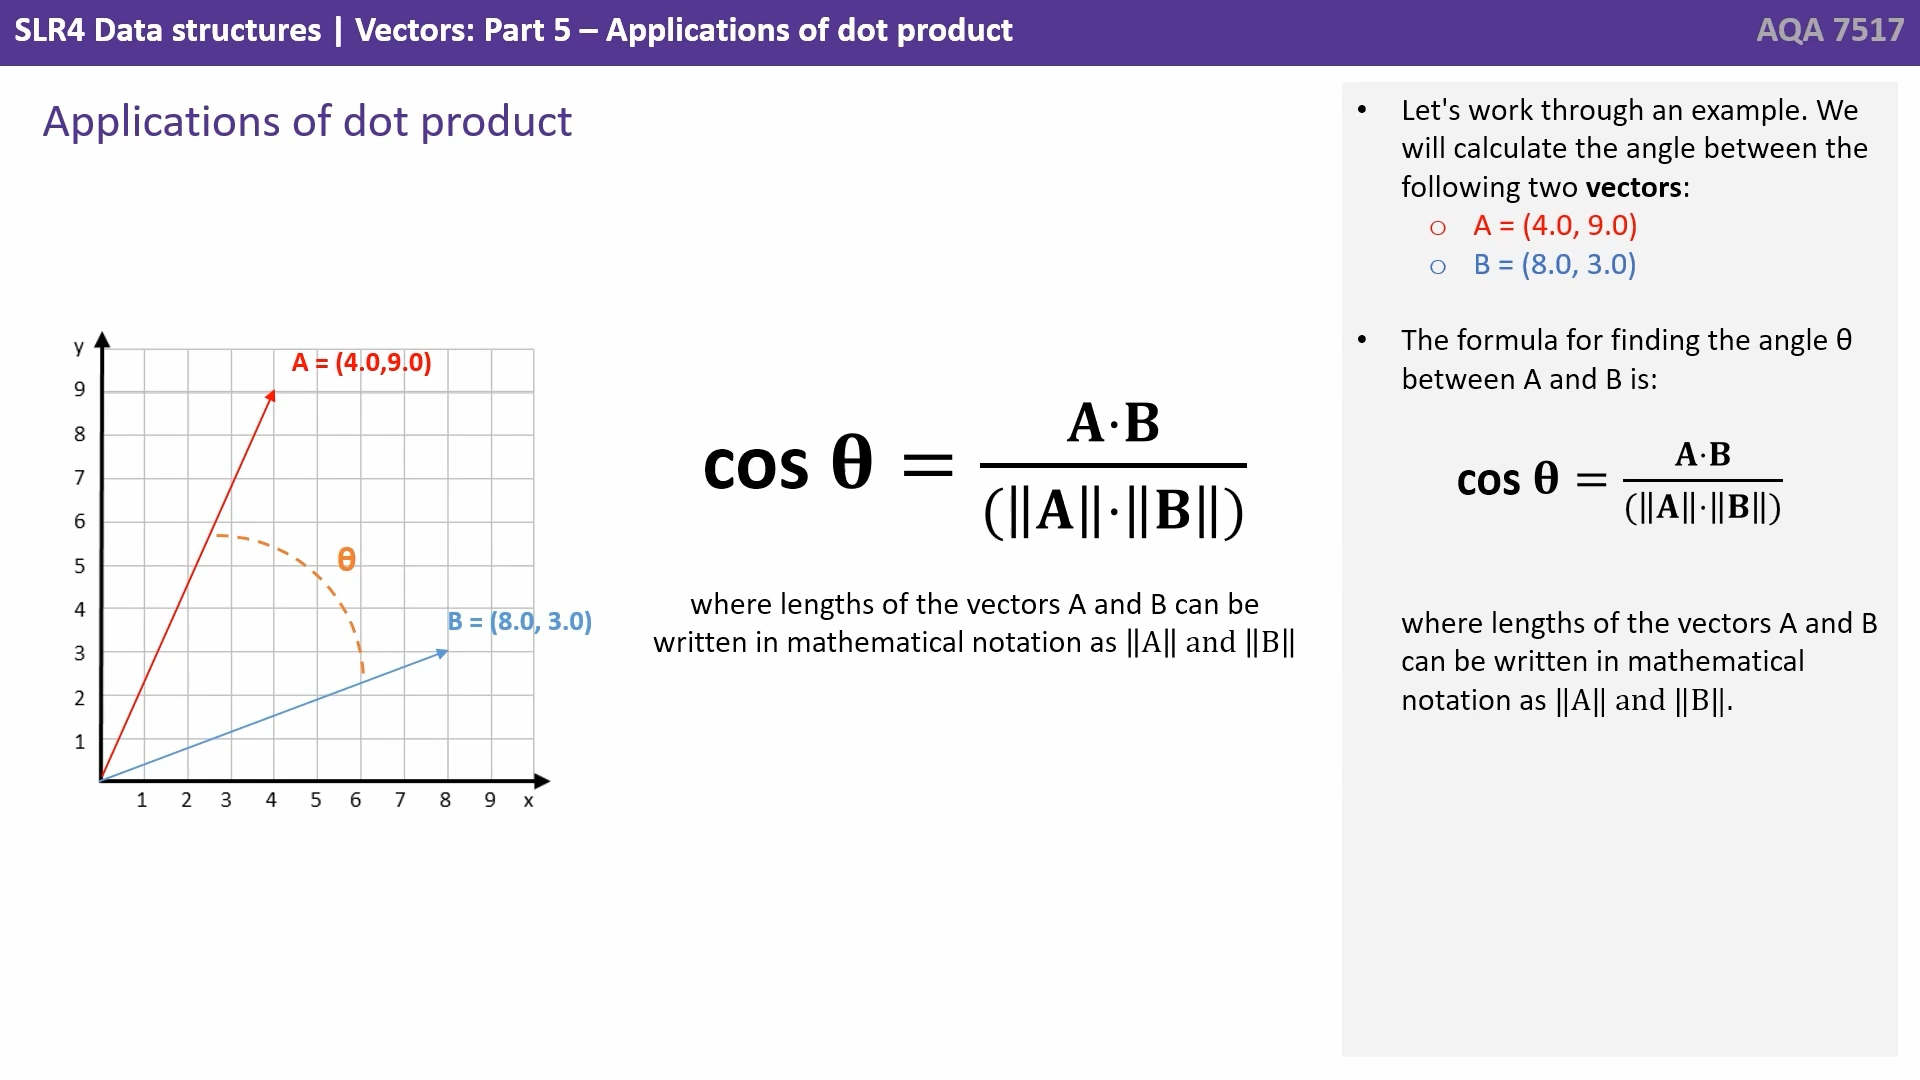 SLR4 Data structures | Vectors: Part 5 – Applications of dot product
AQA 7517
Applications of dot product
y
9
8
7
6
5
4
3
2
1
1 2 3 4 5 6 7 8 9 x
A = (4.0,9.0)
θ
B = (8.0, 3.0)
cos θ = A·B / (‖A‖·‖B‖)
where lengths of the vectors A and B can be
written in mathematical notation as ‖A‖ and ‖B‖
• Let's work through an example. We
will calculate the angle between the
following two vectors:
○ A = (4.0, 9.0)
○ B = (8.0, 3.0)
• The formula for finding the angle θ
between A and B is:
cos θ = A·B / (‖A‖·‖B‖)
where lengths of the vectors A and B
can be written in mathematical
notation as ‖A‖ and ‖B‖.